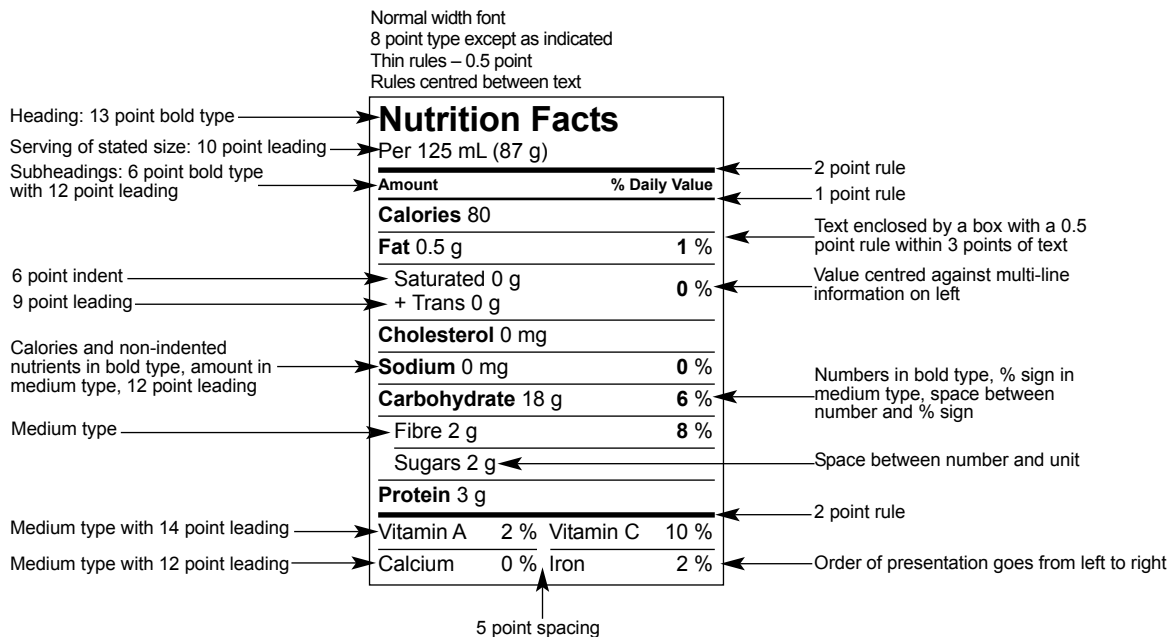 Normal width font
8 point type except as indicated
Thin rules – 0.5 point
Rules centred between text
Heading: 13 point bold type
Serving of stated size: 10 point leading
Subheadings: 6 point bold type
with 12 point leading
6 point indent
9 point leading
Calories and non-indented
nutrients in bold type, amount in
medium type, 12 point leading
Medium type
Medium type with 14 point leading
Medium type with 12 point leading
Nutrition Facts
Per 125 mL (87 g)
Amount % Daily Value
Calories 80
Fat 0.5 g 1 %
Saturated 0 g
+ Trans 0 g
0 %
Cholesterol 0 mg
Sodium 0 mg 0 %
Carbohydrate 18 g 6 %
Fibre 2 g 8 %
Sugars 2 g
Protein 3 g
Vitamin A 2 % Vitamin C 10 %
Calcium 0 % Iron 2 %
2 point rule
1 point rule
Text enclosed by a box with a 0.5
point rule within 3 points of text
Value centred against multi-line
information on left
Numbers in bold type, % sign in
medium type, space between
number and % sign
Space between number and unit
2 point rule
Order of presentation goes from left to right
5 point spacing